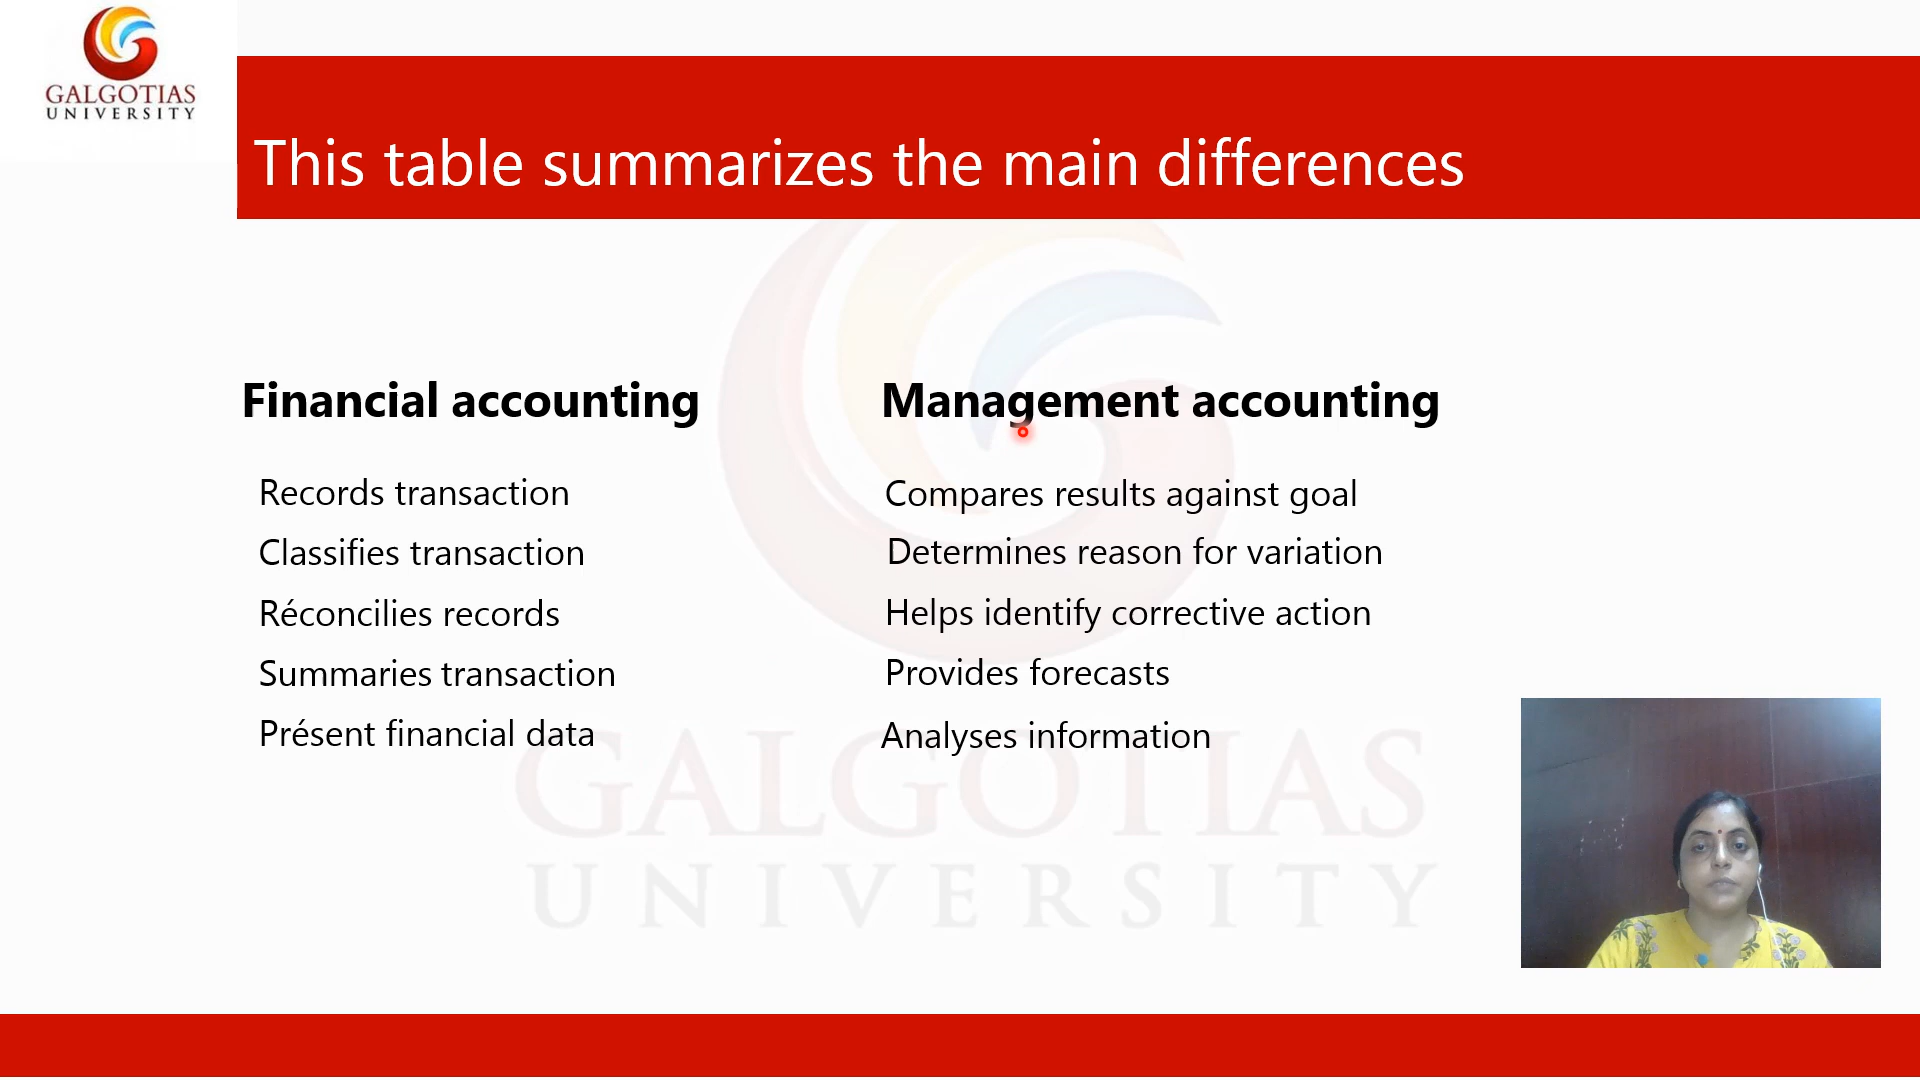 GALGOTIAS
UNIVERSITY
This table summarizes the main differences
Financial accounting
Records transaction
Classifies transaction
Réconcilies records
Summaries transaction
Présent financial data
Management accounting
Compares results against goal
Determines reason for variation
Helps identify corrective action
Provides forecasts
Analyses information
GALGOTIAS
UNIVERSITY